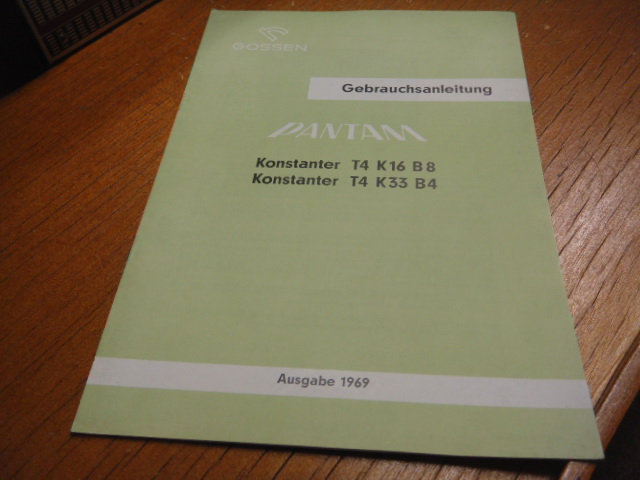 GOSSEN
Gebrauchsanleitung
PANTAM
Konstanter T4 K16 B8
Konstanter T4 K33 B4
Ausgabe 1969